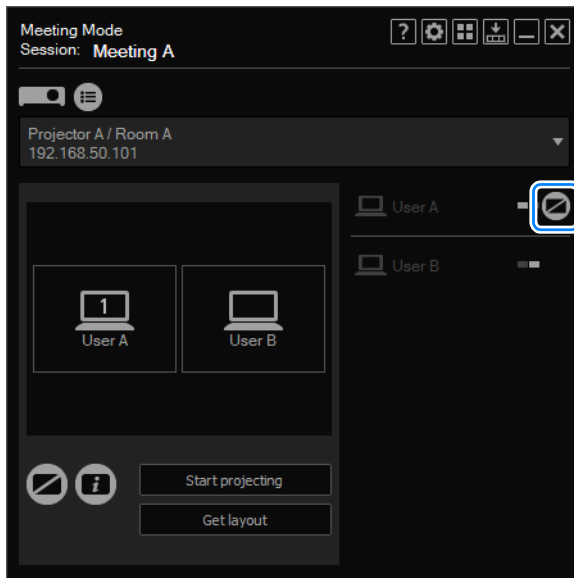 Meeting Mode
Session: Meeting A
?
Projector A / Room A
192.168.50.101
User A
User B
1
User A
User B
i
Start projecting
Get layout